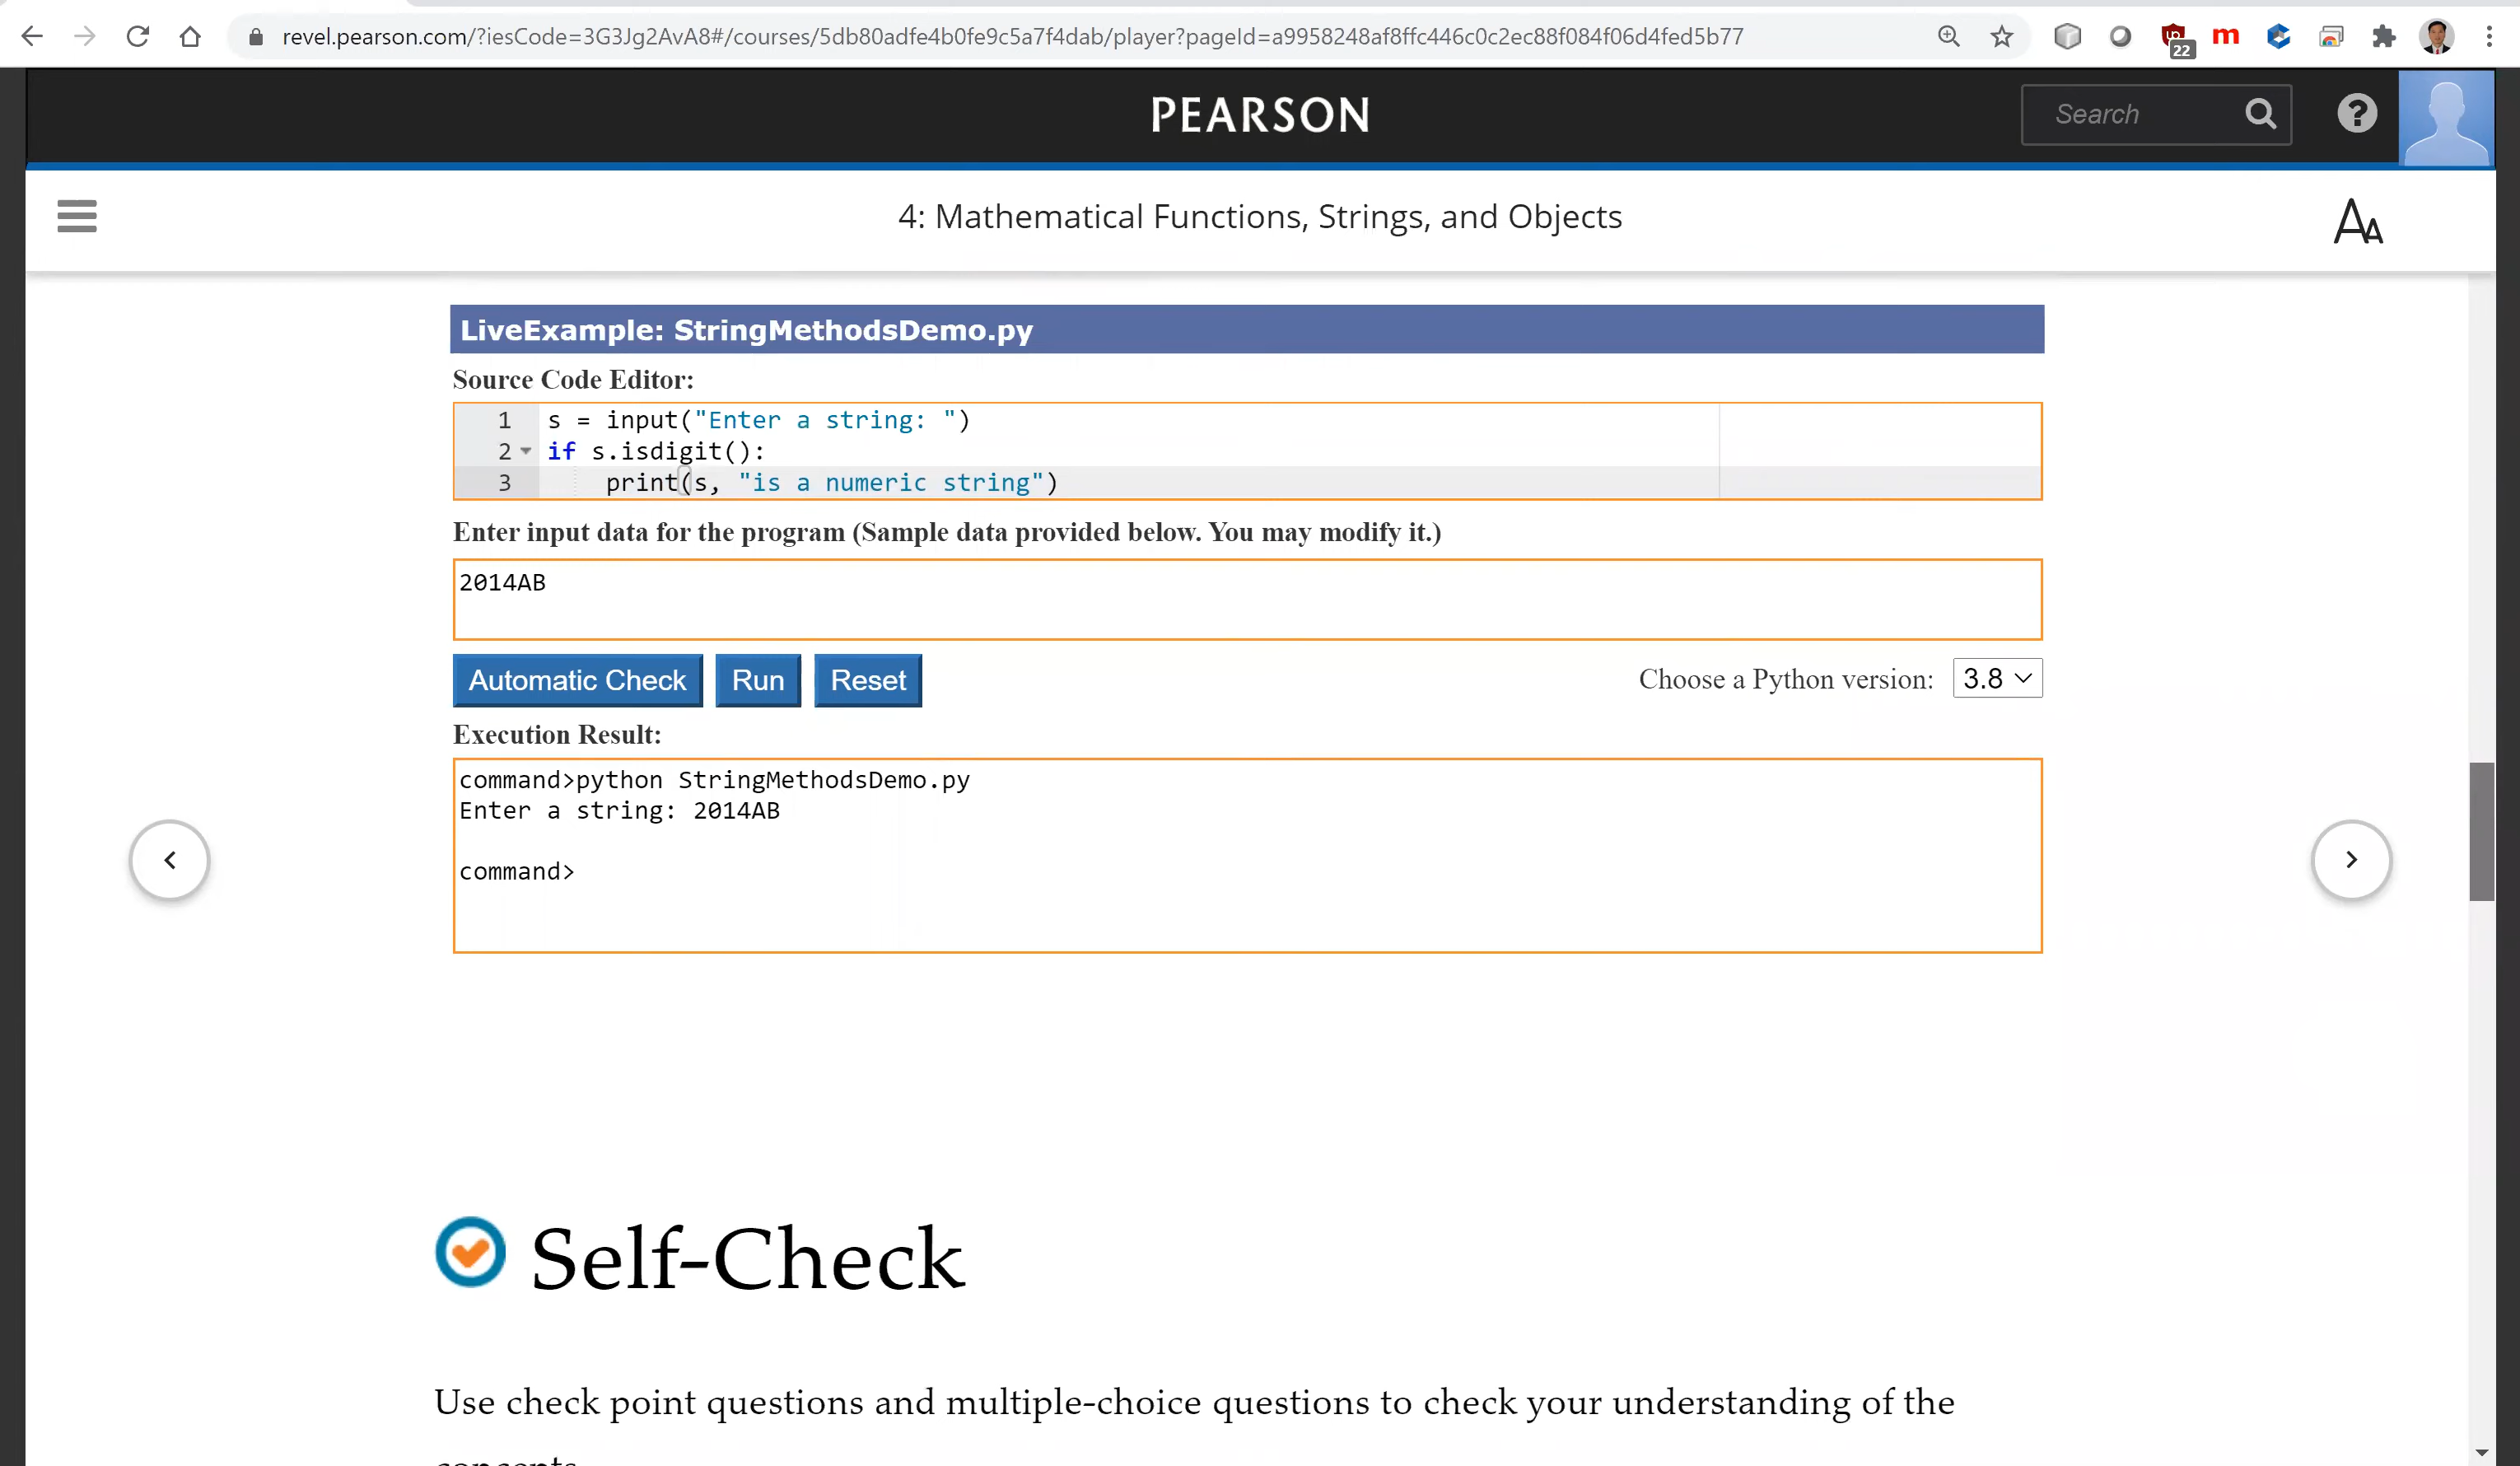 revel.pearson.com/?iesCode=3G3Jg2AvA8#/courses/5db80adfe4b0fe9c5a7f4dab/player?pageId=a9958248af8ffc446c0c2ec88f084f06d4fed5b77
22
m
PEARSON
Search
?
4: Mathematical Functions, Strings, and Objects
AA
LiveExample: StringMethodsDemo.py
Source Code Editor:
1 s = input("Enter a string: ")
2 if s.isdigit():
3 print(s, "is a numeric string")
Enter input data for the program (Sample data provided below. You may modify it.)
2014AB
Automatic Check Run Reset Choose a Python version: 3.8
Execution Result:
command>python StringMethodsDemo.py
Enter a string: 2014AB
command>
Self-Check
Use check point questions and multiple-choice questions to check your understanding of the
concepts